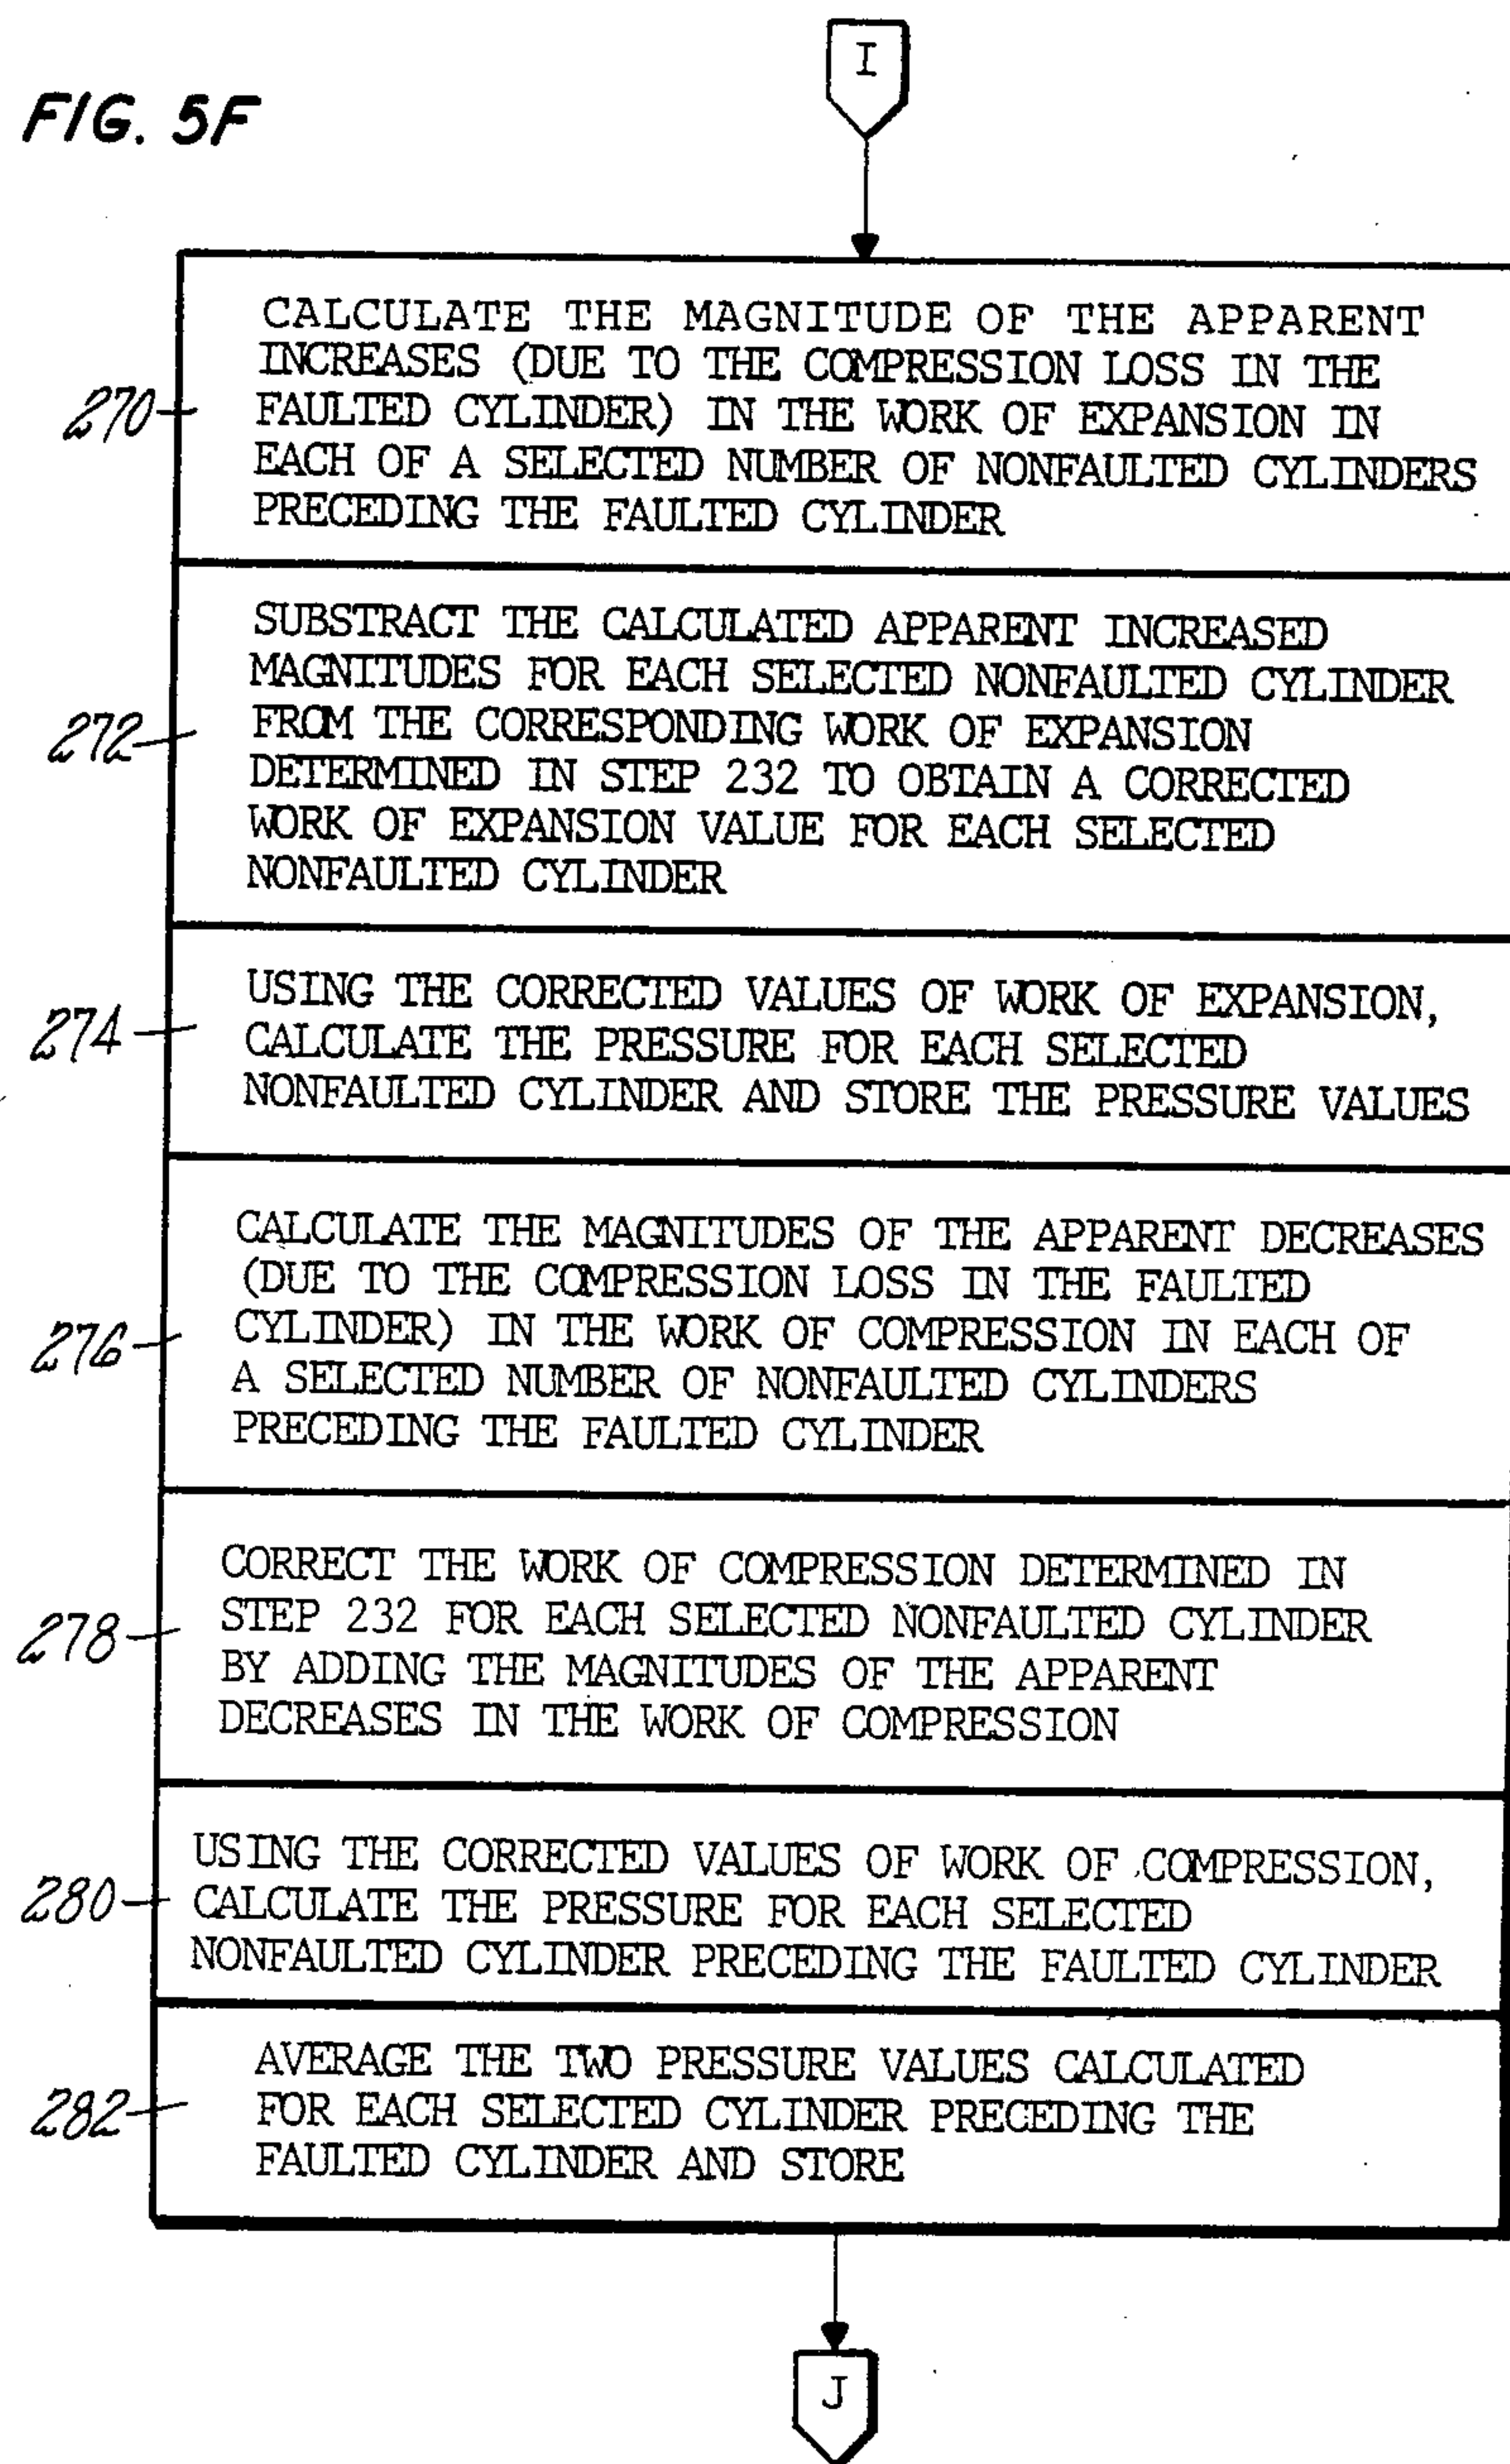 I
FIG. 5F
CALCULATE THE MAGNITUDE OF THE APPARENT
INCREASES (DUE TO THE COMPRESSION LOSS IN THE
FAULTED CYLINDER) IN THE WORK OF EXPANSION IN
EACH OF A SELECTED NUMBER OF NONFAULTED CYLINDERS
PRECEDING THE FAULTED CYLINDER
270
SUBSTRACT THE CALCULATED APPARENT INCREASED
MAGNITUDES FOR EACH SELECTED NONFAULTED CYLINDER
FROM THE CORRESPONDING WORK OF EXPANSION
DETERMINED IN STEP 232 TO OBTAIN A CORRECTED
WORK OF EXPANSION VALUE FOR EACH SELECTED
NONFAULTED CYLINDER
272
USING THE CORRECTED VALUES OF WORK OF EXPANSION,
CALCULATE THE PRESSURE FOR EACH SELECTED
NONFAULTED CYLINDER AND STORE THE PRESSURE VALUES
274
CALCULATE THE MAGNITUDES OF THE APPARENT DECREASES
(DUE TO THE COMPRESSION LOSS IN THE FAULTED
CYLINDER) IN THE WORK OF COMPRESSION IN EACH OF
A SELECTED NUMBER OF NONFAULTED CYLINDERS
PRECEDING THE FAULTED CYLINDER
276
CORRECT THE WORK OF COMPRESSION DETERMINED IN
STEP 232 FOR EACH SELECTED NONFAULTED CYLINDER
BY ADDING THE MAGNITUDES OF THE APPARENT
DECREASES IN THE WORK OF COMPRESSION
278
USING THE CORRECTED VALUES OF WORK OF COMPRESSION,
CALCULATE THE PRESSURE FOR EACH SELECTED
NONFAULTED CYLINDER PRECEDING THE FAULTED CYLINDER
280
AVERAGE THE TWO PRESSURE VALUES CALCULATED
FOR EACH SELECTED CYLINDER PRECEDING THE
FAULTED CYLINDER AND STORE
282
J